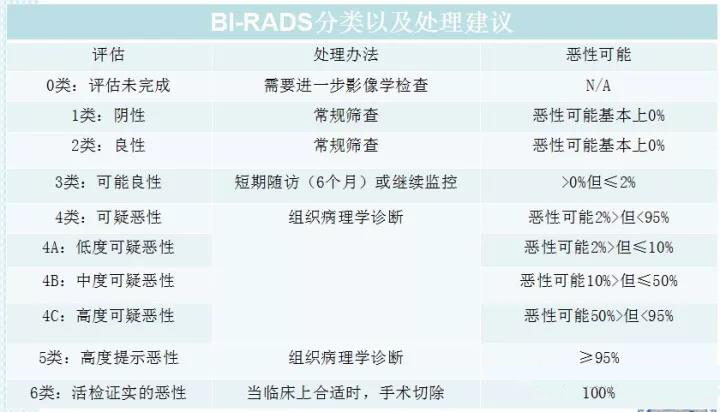 BI-RADS分类以及处理建议
评估 处理办法 恶性可能
0类：评估未完成 需要进一步影像学检查 N/A
1类：阴性 常规筛查 恶性可能基本上0%
2类：良性 常规筛查 恶性可能基本上0%
3类：可能良性 短期随访（6个月）或继续监控 >0%但≤2%
4类：可疑恶性 组织病理学诊断 恶性可能2%>但<95%
4A：低度可疑恶性 恶性可能2%>但≤10%
4B：中度可疑恶性 恶性可能10%>但≤50%
4C：高度可疑恶性 恶性可能50%>但<95%
5类：高度提示恶性 组织病理学诊断 ≥95%
6类：活检证实的恶性 当临床上合适时，手术切除 100%